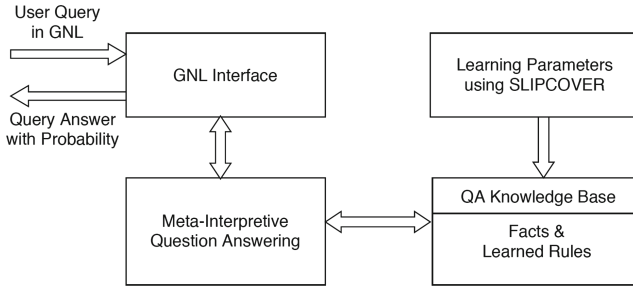 User Query
in GNL
GNL Interface
Query Answer
with Probability
Learning Parameters
using SLIPCOVER
Meta-Interpretive
Question Answering
QA Knowledge Base
Facts &
Learned Rules